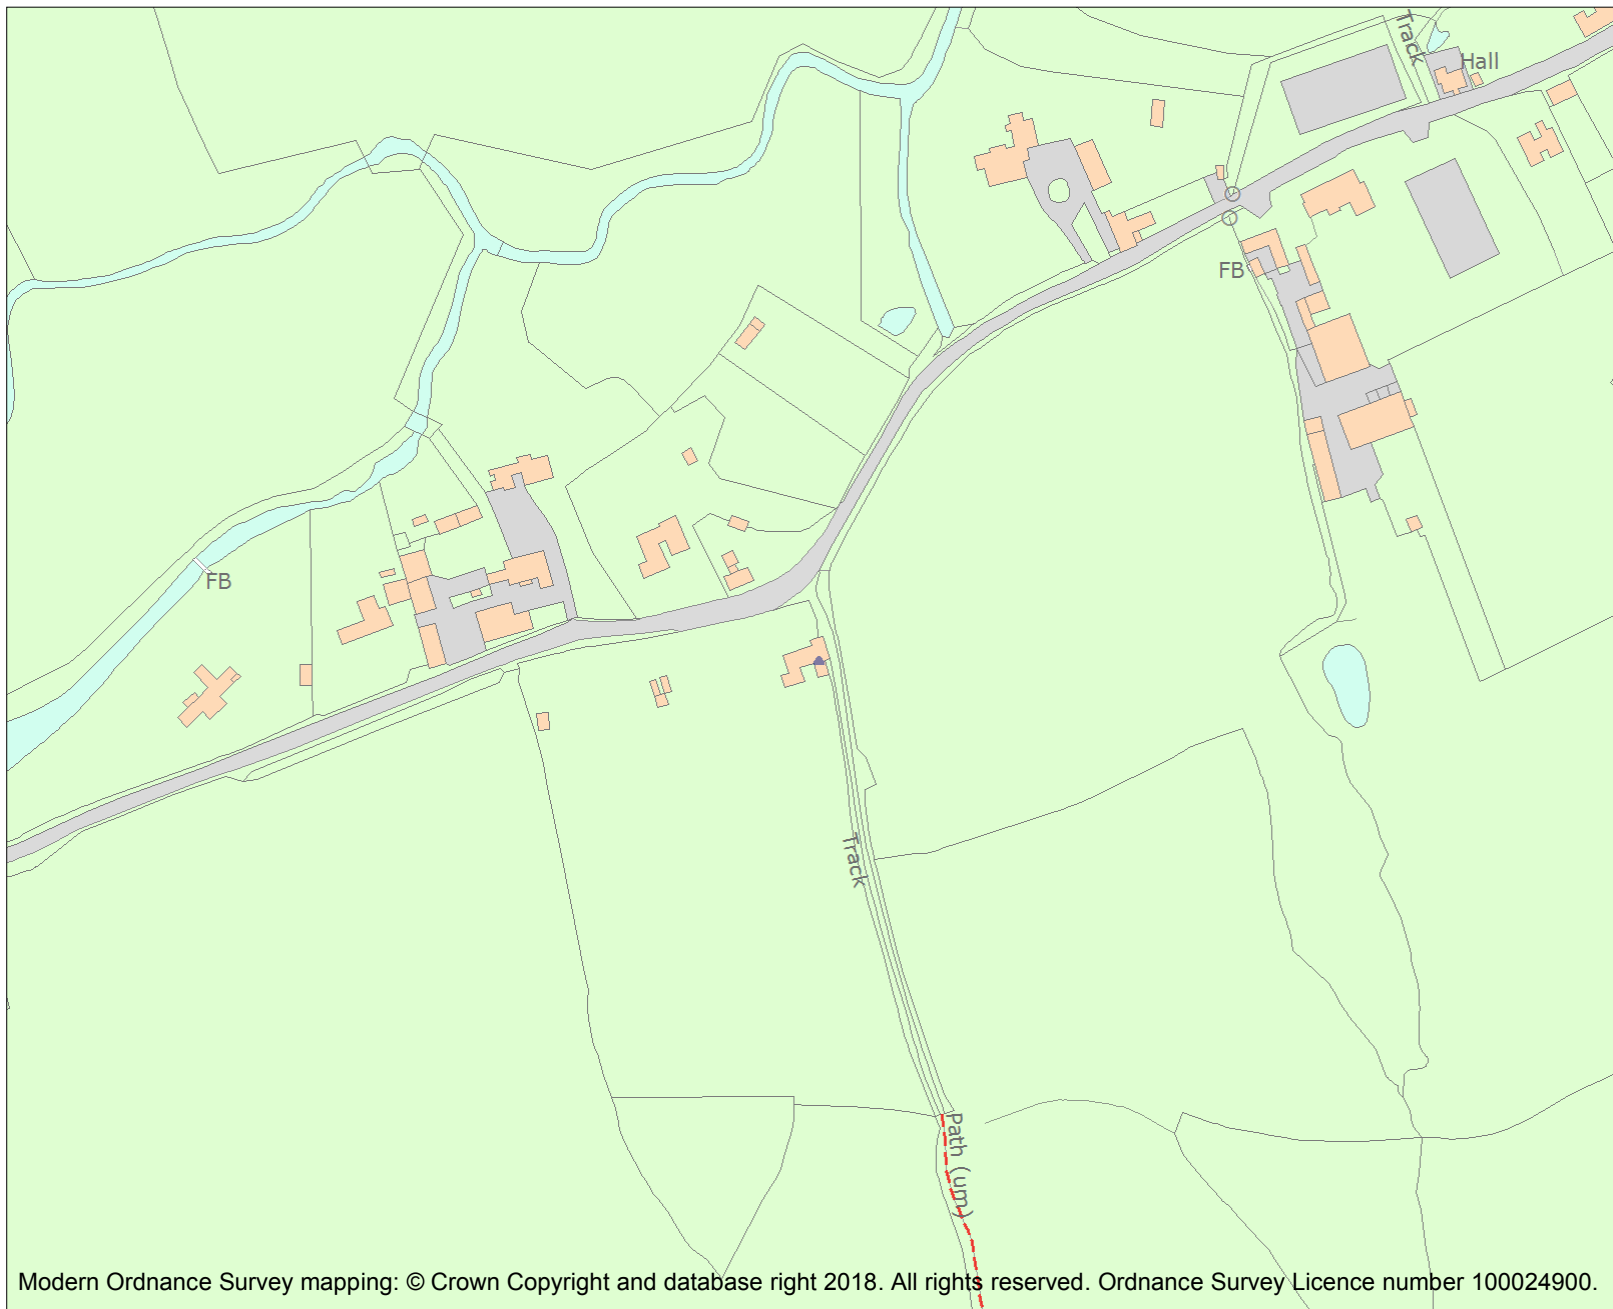 Track
Hall
FB
FB
Track
Path (um)
Modern Ordnance Survey mapping: © Crown Copyright and database right 2018. All rights reserved. Ordnance Survey Licence number 100024900.